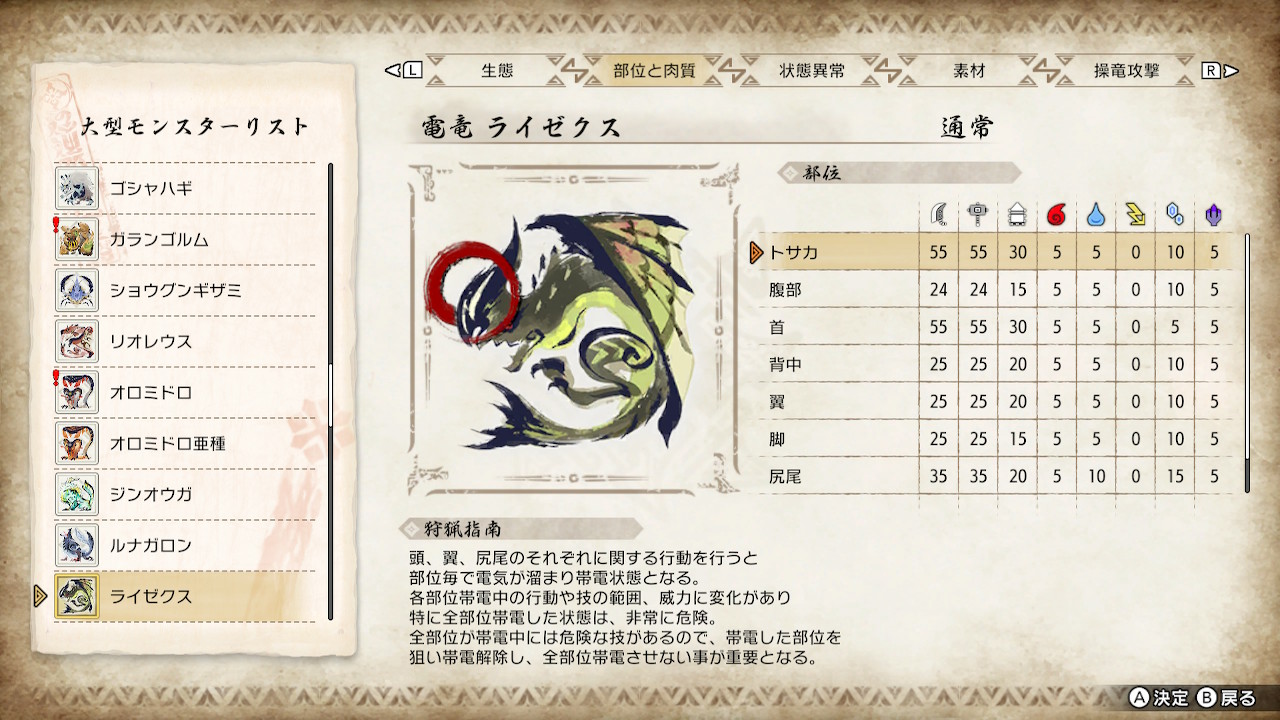 L
生態
部位と肉質
状態異常
素材
操竜攻撃
R
大型モンスターリスト
ゴシャハギ
ガランゴルム
ショウグンギザミ
リオレウス
オロミドロ
オロミドロ亜種
ジンオウガ
ルナガロン
ライゼクス
電竜 ライゼクス
通常
部位
トサカ 55 55 30 5 5 0 10 5
腹部 24 24 15 5 5 0 10 5
首 55 55 30 5 5 0 5 5
背中 25 25 20 5 5 0 10 5
翼 25 25 20 5 5 0 10 5
脚 25 25 15 5 5 0 10 5
尻尾 35 35 20 5 10 0 15 5
狩猟指南
頭、翼、尻尾のそれぞれに関する行動を行うと
部位毎で電気が溜まり帯電状態となる。
各部位帯電中の行動や技の範囲、威力に変化があり
特に全部位帯電した状態は、非常に危険。
全部位が帯電中には危険な技があるので、帯電した部位を
狙い帯電解除し、全部位帯電させない事が重要となる。
A 決定 B 戻る